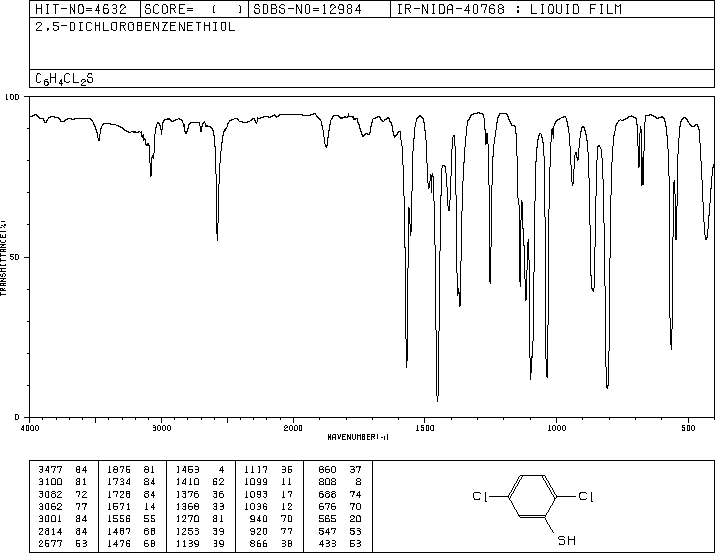 HIT-NO=4632 SCORE= ( ) SDBS-NO=12984 IR-NIDA-40768 : LIQUID FILM
2,5-DICHLOROBENZENETHIOL
C6H4CL2S
100
50
0
TRANSMITTANCE(%)
4000 3000 2000 1500 1000 500
WAVENUMBER(-1)
3477 84 1876 81 1453 4 1117 35 860 37
3100 81 1734 84 1410 62 1099 11 808 8
3082 72 1728 84 1376 36 1093 17 688 74
3062 77 1571 14 1368 33 1036 12 676 70
3001 84 1556 55 1270 81 940 70 565 20
2814 84 1487 68 1253 39 920 77 547 53
2577 53 1476 68 1139 39 866 38 433 53
Cl
Cl
SH